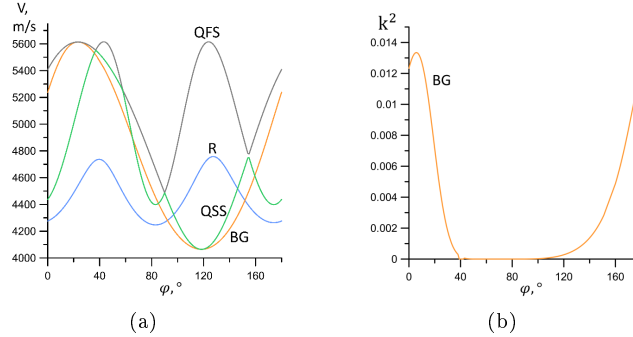 V,
m/s
5600
5400
5200
5000
4800
4600
4400
4200
4000
0 40 80 120 160
φ,°
QFS
R
QSS
BG
(a)
k²
0.014
0.012
0.01
0.008
0.006
0.004
0.002
0
0 40 80 120 160
φ,°
BG
(b)